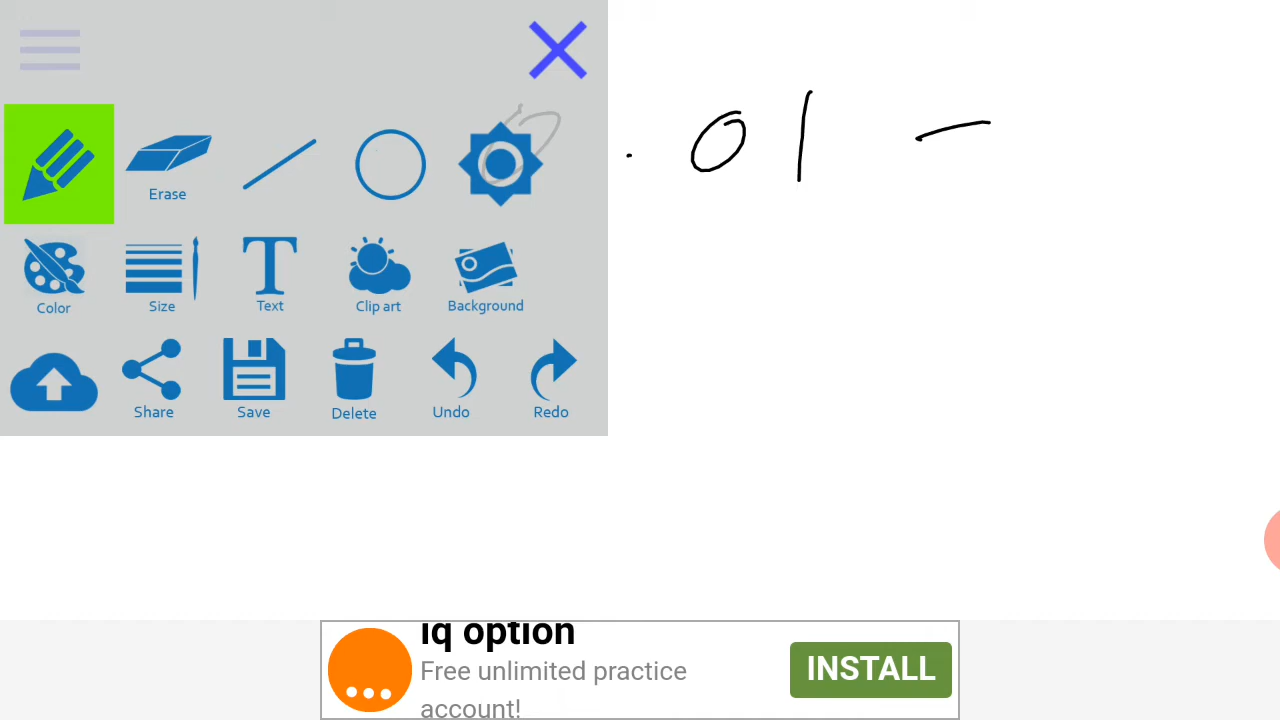 0.01 -
Erase
Color Size Text Clip art Background
Share Save Delete Undo Redo
iq option
Free unlimited practice
account!
INSTALL